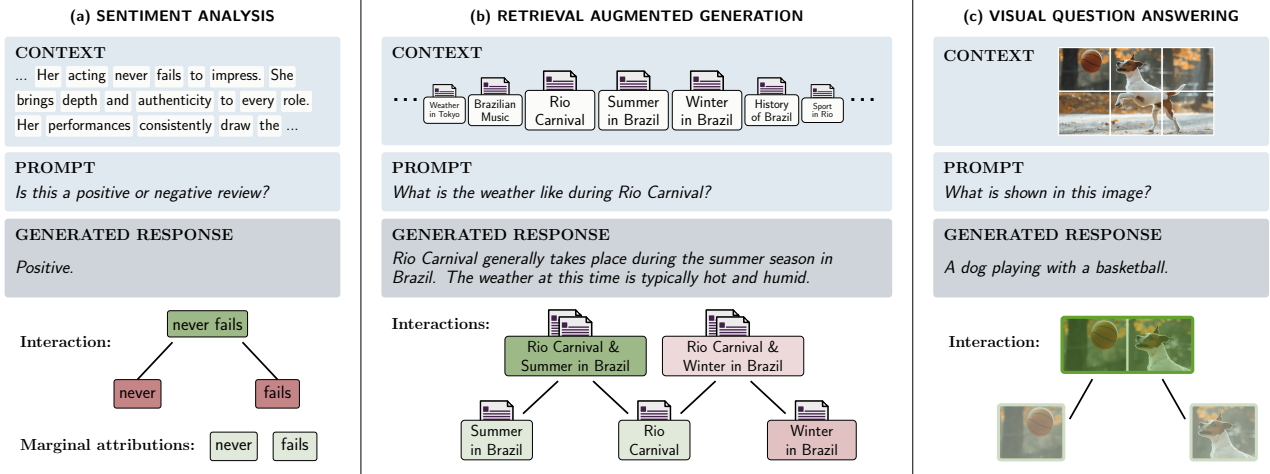 (a) SENTIMENT ANALYSIS
CONTEXT
... Her acting never fails to impress. She
brings depth and authenticity to every role.
Her performances consistently draw the ...
PROMPT
Is this a positive or negative review?
GENERATED RESPONSE
Positive.
Interaction:
never fails
never
fails
Marginal attributions:
never
fails
(b) RETRIEVAL AUGMENTED GENERATION
CONTEXT
...
Weather
in Tokyo
Brazilian
Music
Rio
Carnival
Summer
in Brazil
Winter
in Brazil
History
of Brazil
Sport
in Rio
...
PROMPT
What is the weather like during Rio Carnival?
GENERATED RESPONSE
Rio Carnival generally takes place during the summer season in
Brazil. The weather at this time is typically hot and humid.
Interactions:
Rio Carnival &
Summer in Brazil
Rio Carnival &
Winter in Brazil
Summer
in Brazil
Rio
Carnival
Winter
in Brazil
(c) VISUAL QUESTION ANSWERING
CONTEXT
PROMPT
What is shown in this image?
GENERATED RESPONSE
A dog playing with a basketball.
Interaction: